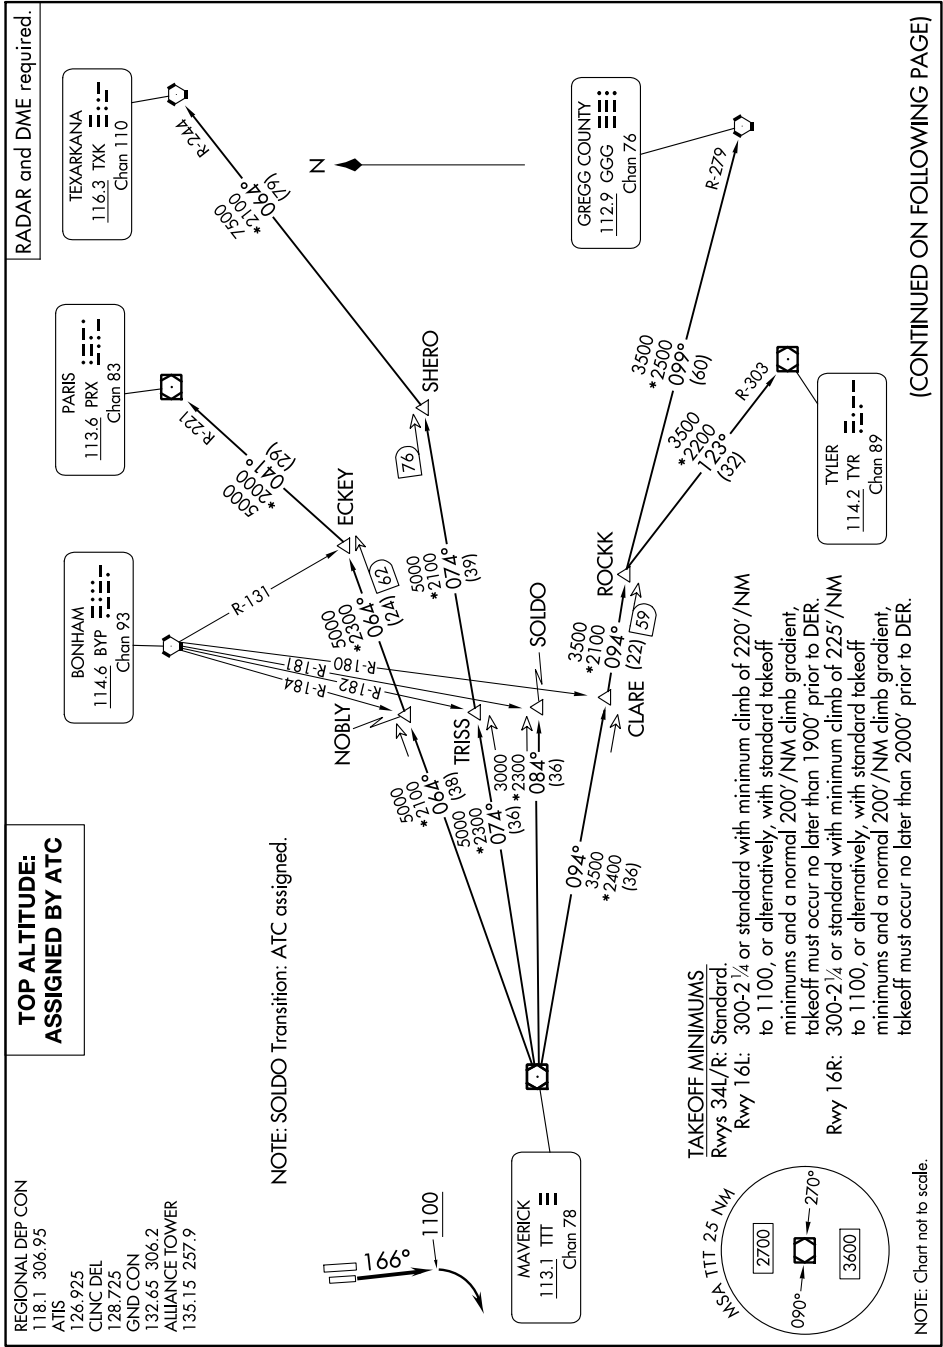 RADAR and DME required.
TOP ALTITUDE:
ASSIGNED BY ATC
REGIONAL DEP CON
118.1 306.95
ATIS
126.925
CLNC DEL
128.725
GND CON
132.65 306.2
ALLIANCE TOWER
135.15 257.9
NOTE: SOLDO Transition: ATC assigned.
BONHAM
114.6 BYP
Chan 93
PARIS
113.6 PRX
Chan 83
TEXARKANA
116.3 TXK
Chan 110
N
R-131
R-184
R-182
R-181
R-180
R-221
5000
*2000
041°
(29)
R-244
7500
*2100
064°
(79)
ECKEY
62
5000
*2300
064°
(24)
NOBLY
5000
*2100
064°
(38)
SHERO
76
5000
*2100
074°
(39)
TRISS
5000
*2300
074°
(36)
SOLDO
3000
*2300
084°
(36)
ROCKK
59
3500
*2100
094°
(22)
CLARE
094°
3500
*2400
(36)
3500
*2500
099°
(60)
R-279
3500
*2200
123°
(32)
R-303
GREGG COUNTY
112.9 GGG
Chan 76
TYLER
114.2 TYR
Chan 89
MAVERICK
113.1 TTT
Chan 78
166°
1100
MSA TTT 25 NM
2700
3600
090°
270°
TAKEOFF MINIMUMS
Rwys 34L/R: Standard.
Rwy 16L: 300-2¼ or standard with minimum climb of 220'/NM
to 1100, or alternatively, with standard takeoff
minimums and a normal 200'/NM climb gradient,
takeoff must occur no later than 1900' prior to DER.
Rwy 16R: 300-2¼ or standard with minimum climb of 225'/NM
to 1100, or alternatively, with standard takeoff
minimums and a normal 200'/NM climb gradient,
takeoff must occur no later than 2000' prior to DER.
NOTE: Chart not to scale.
(CONTINUED ON FOLLOWING PAGE)